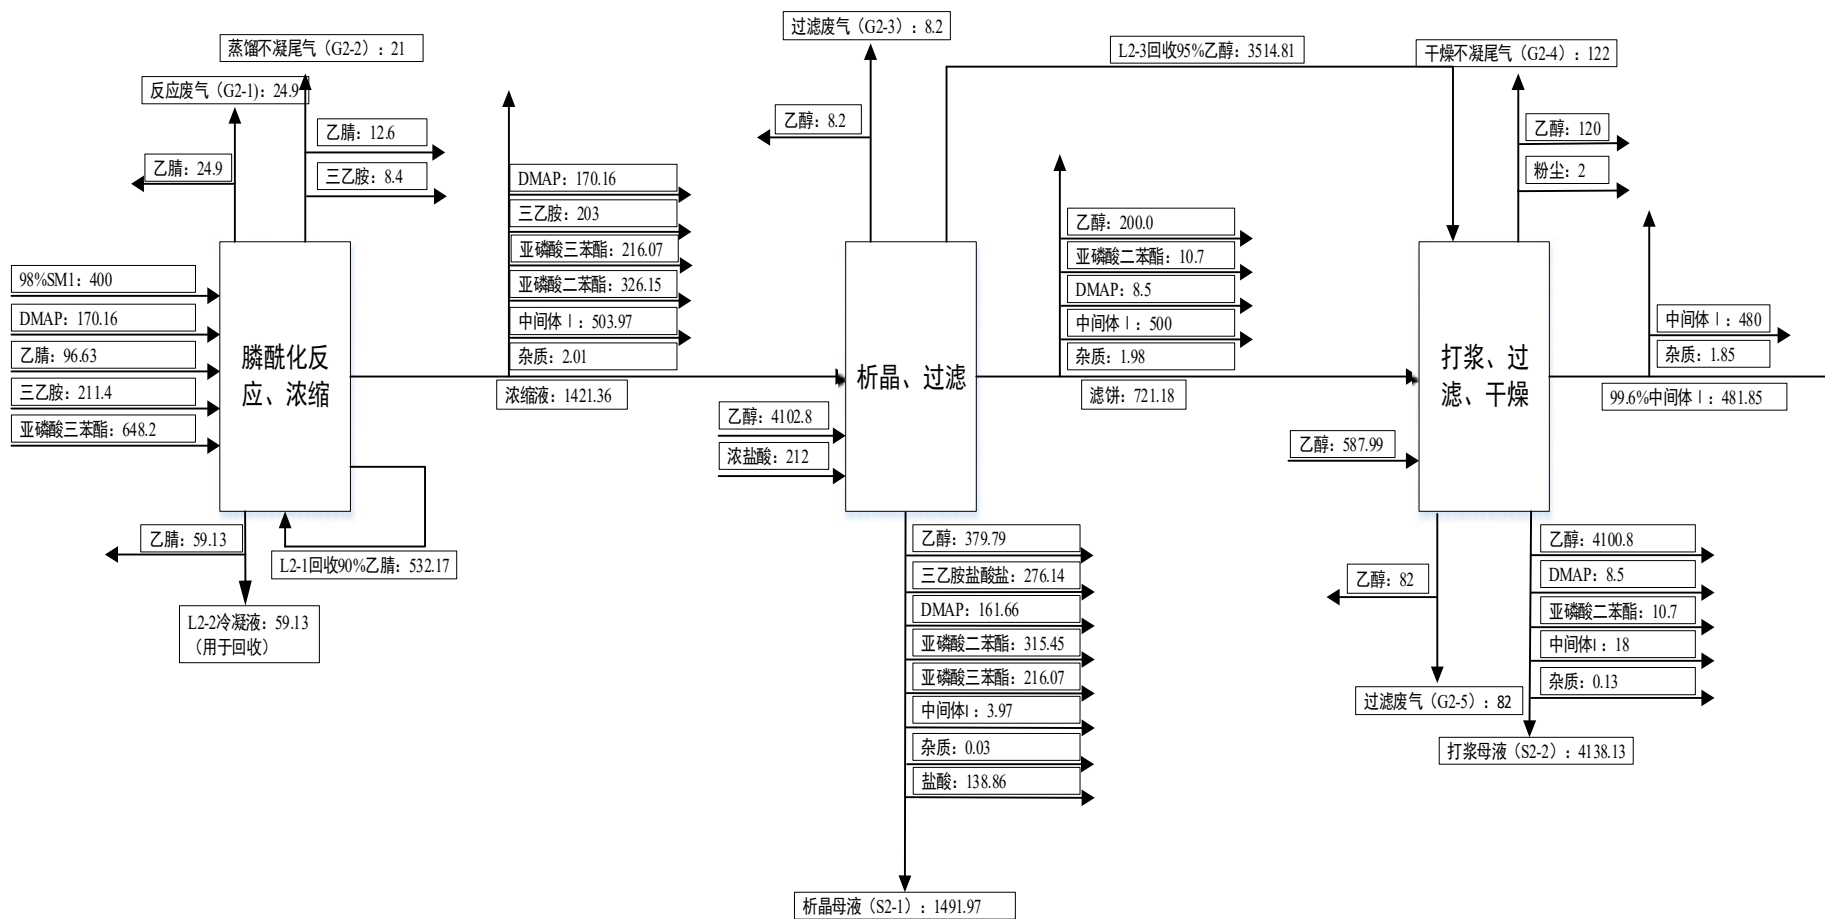 蒸馏不凝尾气（G2-2）: 21
反应废气（G2-1）: 24.9
乙腈: 12.6
乙腈: 24.9
三乙胺: 8.4
98%SM1: 400
DMAP: 170.16
乙腈: 96.63
三乙胺: 211.4
亚磷酸三苯酯: 648.2
膦酰化反
应、浓缩
乙腈: 59.13
L2-1回收90%乙腈: 532.17
L2-2冷凝液: 59.13
（用于回收）
DMAP: 170.16
三乙胺: 203
亚磷酸三苯酯: 216.07
亚磷酸二苯酯: 326.15
中间体Ⅰ: 503.97
杂质: 2.01
浓缩液: 1421.36
过滤废气（G2-3）: 8.2
乙醇: 8.2
L2-3回收95%乙醇: 3514.81
乙醇: 4102.8
浓盐酸: 212
析晶、过滤
乙醇: 379.79
三乙胺盐酸盐: 276.14
DMAP: 161.66
亚磷酸二苯酯: 315.45
亚磷酸三苯酯: 216.07
中间体Ⅰ: 3.97
杂质: 0.03
盐酸: 138.86
析晶母液（S2-1）: 1491.97
乙醇: 200.0
亚磷酸二苯酯: 10.7
DMAP: 8.5
中间体Ⅰ: 500
杂质: 1.98
滤饼: 721.18
干燥不凝尾气（G2-4）: 122
乙醇: 120
粉尘: 2
乙醇: 587.99
打浆、过
滤、干燥
中间体Ⅰ: 480
杂质: 1.85
99.6%中间体Ⅰ: 481.85
乙醇: 82
过滤废气（G2-5）: 82
乙醇: 4100.8
DMAP: 8.5
亚磷酸二苯酯: 10.7
中间体Ⅰ: 18
杂质: 0.13
打浆母液（S2-2）: 4138.13